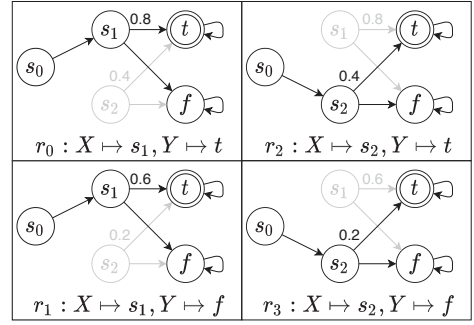 0.8
s₁ t
s₀ 0.4
s₂ f
r₀ : X ↦ s₁, Y ↦ t
0.8
s₁ t
s₀ 0.4
s₂ f
r₂ : X ↦ s₂, Y ↦ t
0.6
s₁ t
s₀ 0.2
s₂ f
r₁ : X ↦ s₁, Y ↦ f
0.6
s₁ t
s₀ 0.2
s₂ f
r₃ : X ↦ s₂, Y ↦ f